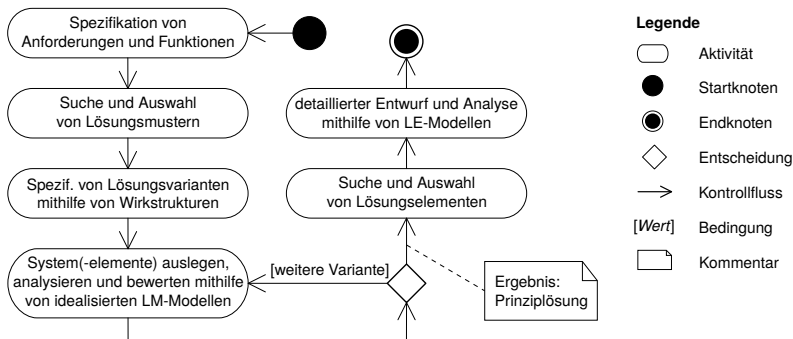 Spezifikation von
Anforderungen und Funktionen
Suche und Auswahl
von Lösungsmustern
Spezif. von Lösungsvarianten
mithilfe von Wirkstrukturen
System(-elemente) auslegen,
analysieren und bewerten mithilfe
von idealisierten LM-Modellen
detaillierter Entwurf und Analyse
mithilfe von LE-Modellen
Suche und Auswahl
von Lösungselementen
[weitere Variante]
Ergebnis:
Prinziplösung
Legende
Aktivität
Startknoten
Endknoten
Entscheidung
Kontrollfluss
[Wert] Bedingung
Kommentar